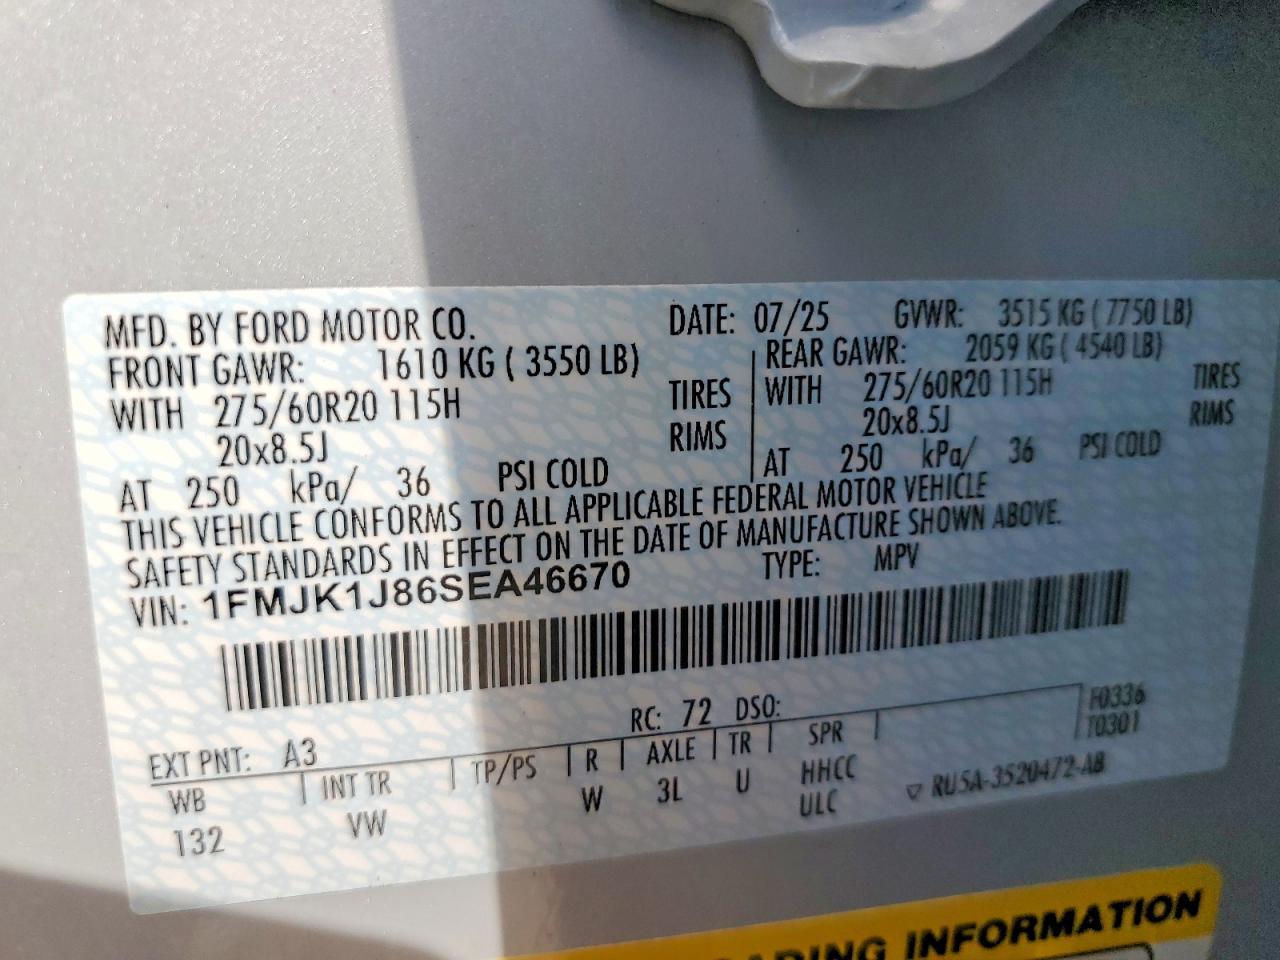 MFD. BY FORD MOTOR CO. DATE: 07/25 GVWR: 3515 KG ( 7750 LB)
FRONT GAWR: 1610 KG ( 3550 LB) REAR GAWR: 2059 KG ( 4540 LB)
WITH 275/60R20 115H TIRES WITH 275/60R20 115H TIRES
20x8.5J RIMS 20x8.5J RIMS
AT 250 kPa/ 36 PSI COLD AT 250 kPa/ 36 PSI COLD
THIS VEHICLE CONFORMS TO ALL APPLICABLE FEDERAL MOTOR VEHICLE
SAFETY STANDARDS IN EFFECT ON THE DATE OF MANUFACTURE SHOWN ABOVE.
VIN: 1FMJK1J86SEA46670 TYPE: MPV
F0336
RC: 72 DSO: T0301
EXT PNT: A3
WB INT TR TP/PS R AXLE TR SPR
132 VW W 3L U HHCC
ULC ▽ RU5A-3520472-AB
INFORMATION